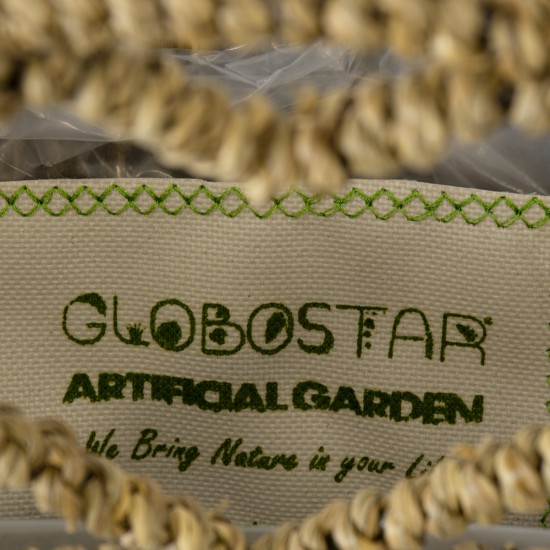 GLOBOSTAR®
ARTIFICIAL GARDEN
We Bring Nature in your